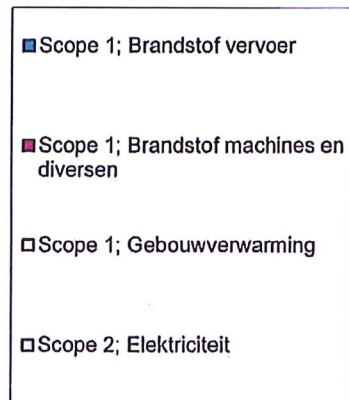 Scope 1; Brandstof vervoer
Scope 1; Brandstof machines en
diversen
Scope 1; Gebouwverwarming
Scope 2; Elektriciteit